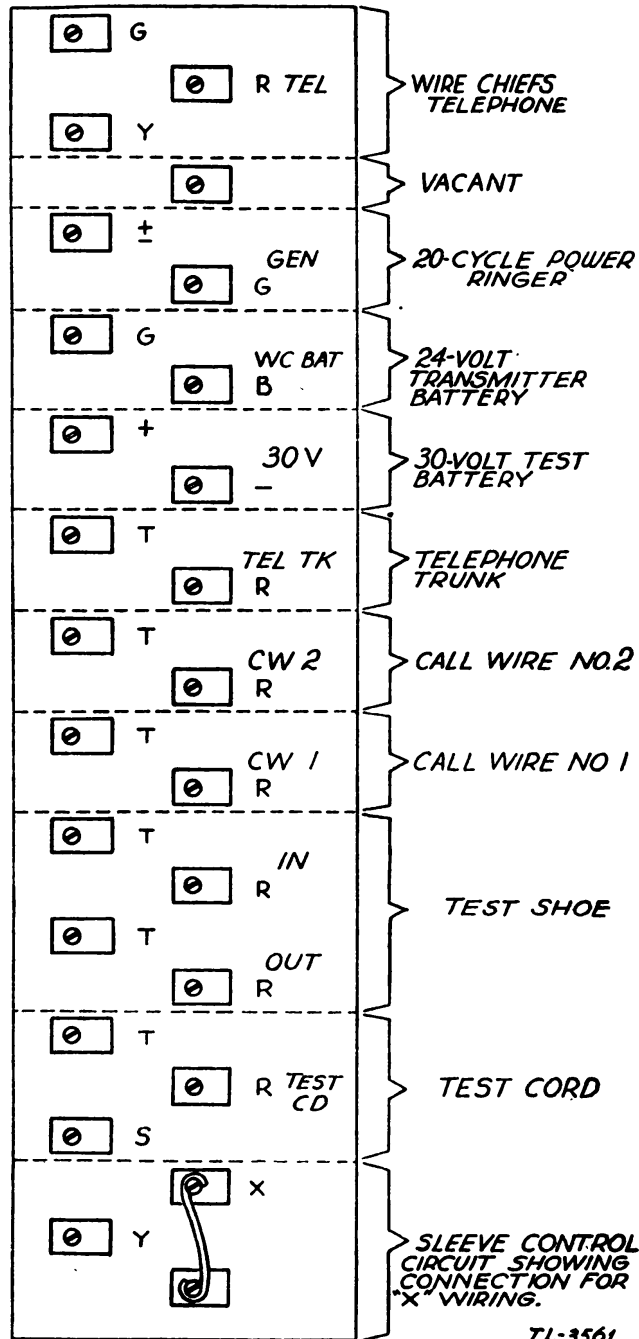 G
R TEL
WIRE CHIEFS
TELEPHONE
Y
VACANT
±
GEN
G
20-CYCLE POWER
RINGER
G
WC BAT
B
24-VOLT
TRANSMITTER
BATTERY
+
30V
−
30-VOLT TEST
BATTERY
T
TEL TK
R
TELEPHONE
TRUNK
T
CW 2
R
CALL WIRE NO.2
T
CW 1
R
CALL WIRE NO 1
T
IN
R
T
OUT
R
TEST SHOE
T
R TEST
CD
S
TEST CORD
X
Y
SLEEVE CONTROL
CIRCUIT SHOWING
CONNECTION FOR
"X" WIRING.
TL-3561